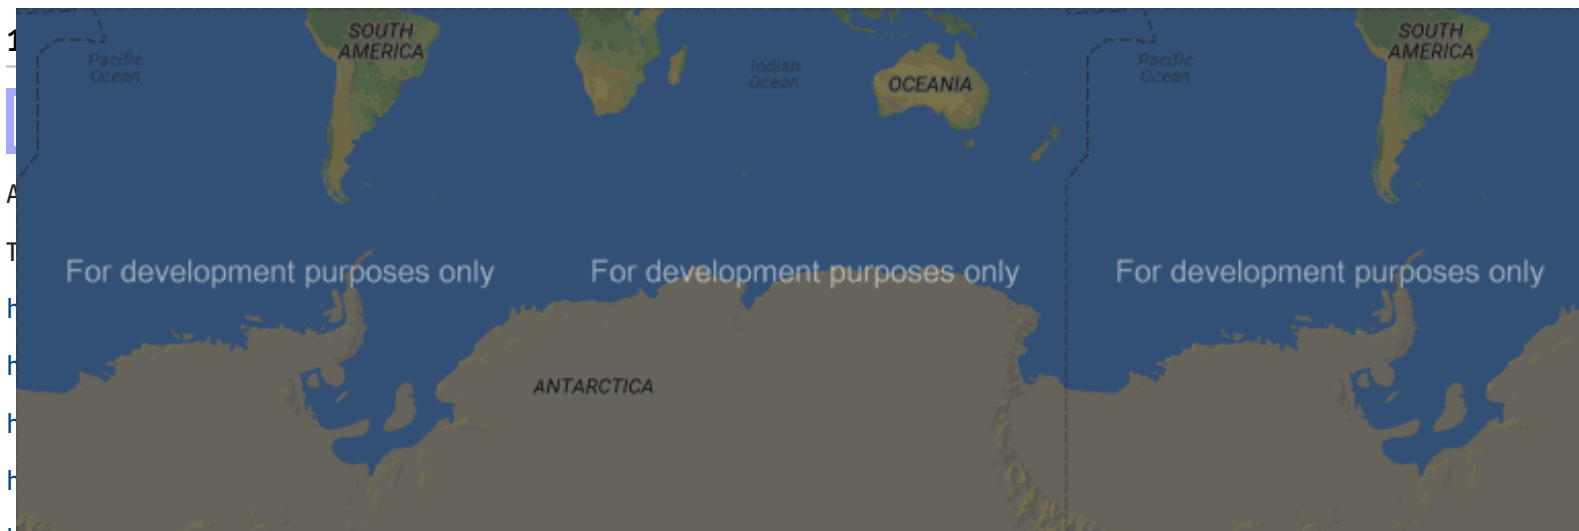 1
SOUTH
AMERICA
Pacific
Ocean
Indian
Ocean
OCEANIA
Pacific
Ocean
SOUTH
AMERICA
A
T
For development purposes only
For development purposes only
For development purposes only
h
h
ANTARCTICA
h
h